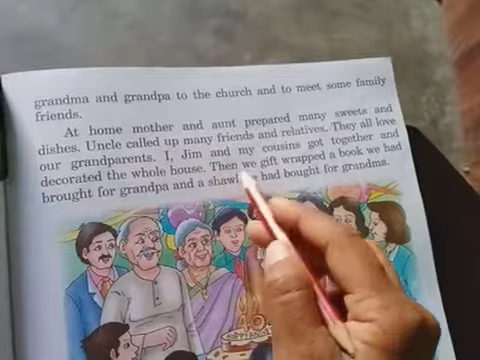 grandma and grandpa to the church and to meet some family
friends.
At home mother and aunt prepared many sweets and
dishes. Uncle called up many friends and relatives. They all love
our grandparents. I, Jim and my cousins got together and
decorated the whole house. Then we gift wrapped a book we had
brought for grandpa and a shawl had bought for grandma.